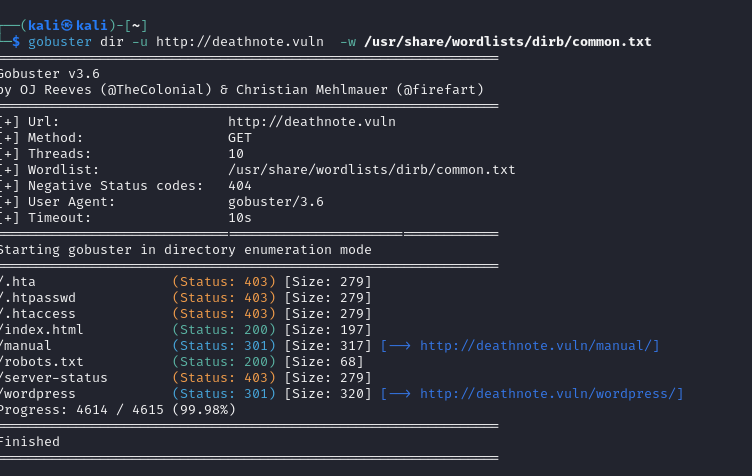 (kali㉿kali)-[~]
$ gobuster dir -u http://deathnote.vuln -w /usr/share/wordlists/dirb/common.txt
Gobuster v3.6
by OJ Reeves (@TheColonial) & Christian Mehlmauer (@firefart)
[+] Url: http://deathnote.vuln
[+] Method: GET
[+] Threads: 10
[+] Wordlist: /usr/share/wordlists/dirb/common.txt
[+] Negative Status codes: 404
[+] User Agent: gobuster/3.6
[+] Timeout: 10s
Starting gobuster in directory enumeration mode
/.hta (Status: 403) [Size: 279]
/.htpasswd (Status: 403) [Size: 279]
/.htaccess (Status: 403) [Size: 279]
/index.html (Status: 200) [Size: 197]
/manual (Status: 301) [Size: 317] [--> http://deathnote.vuln/manual/]
/robots.txt (Status: 200) [Size: 68]
/server-status (Status: 403) [Size: 279]
/wordpress (Status: 301) [Size: 320] [--> http://deathnote.vuln/wordpress/]
Progress: 4614 / 4615 (99.98%)
Finished